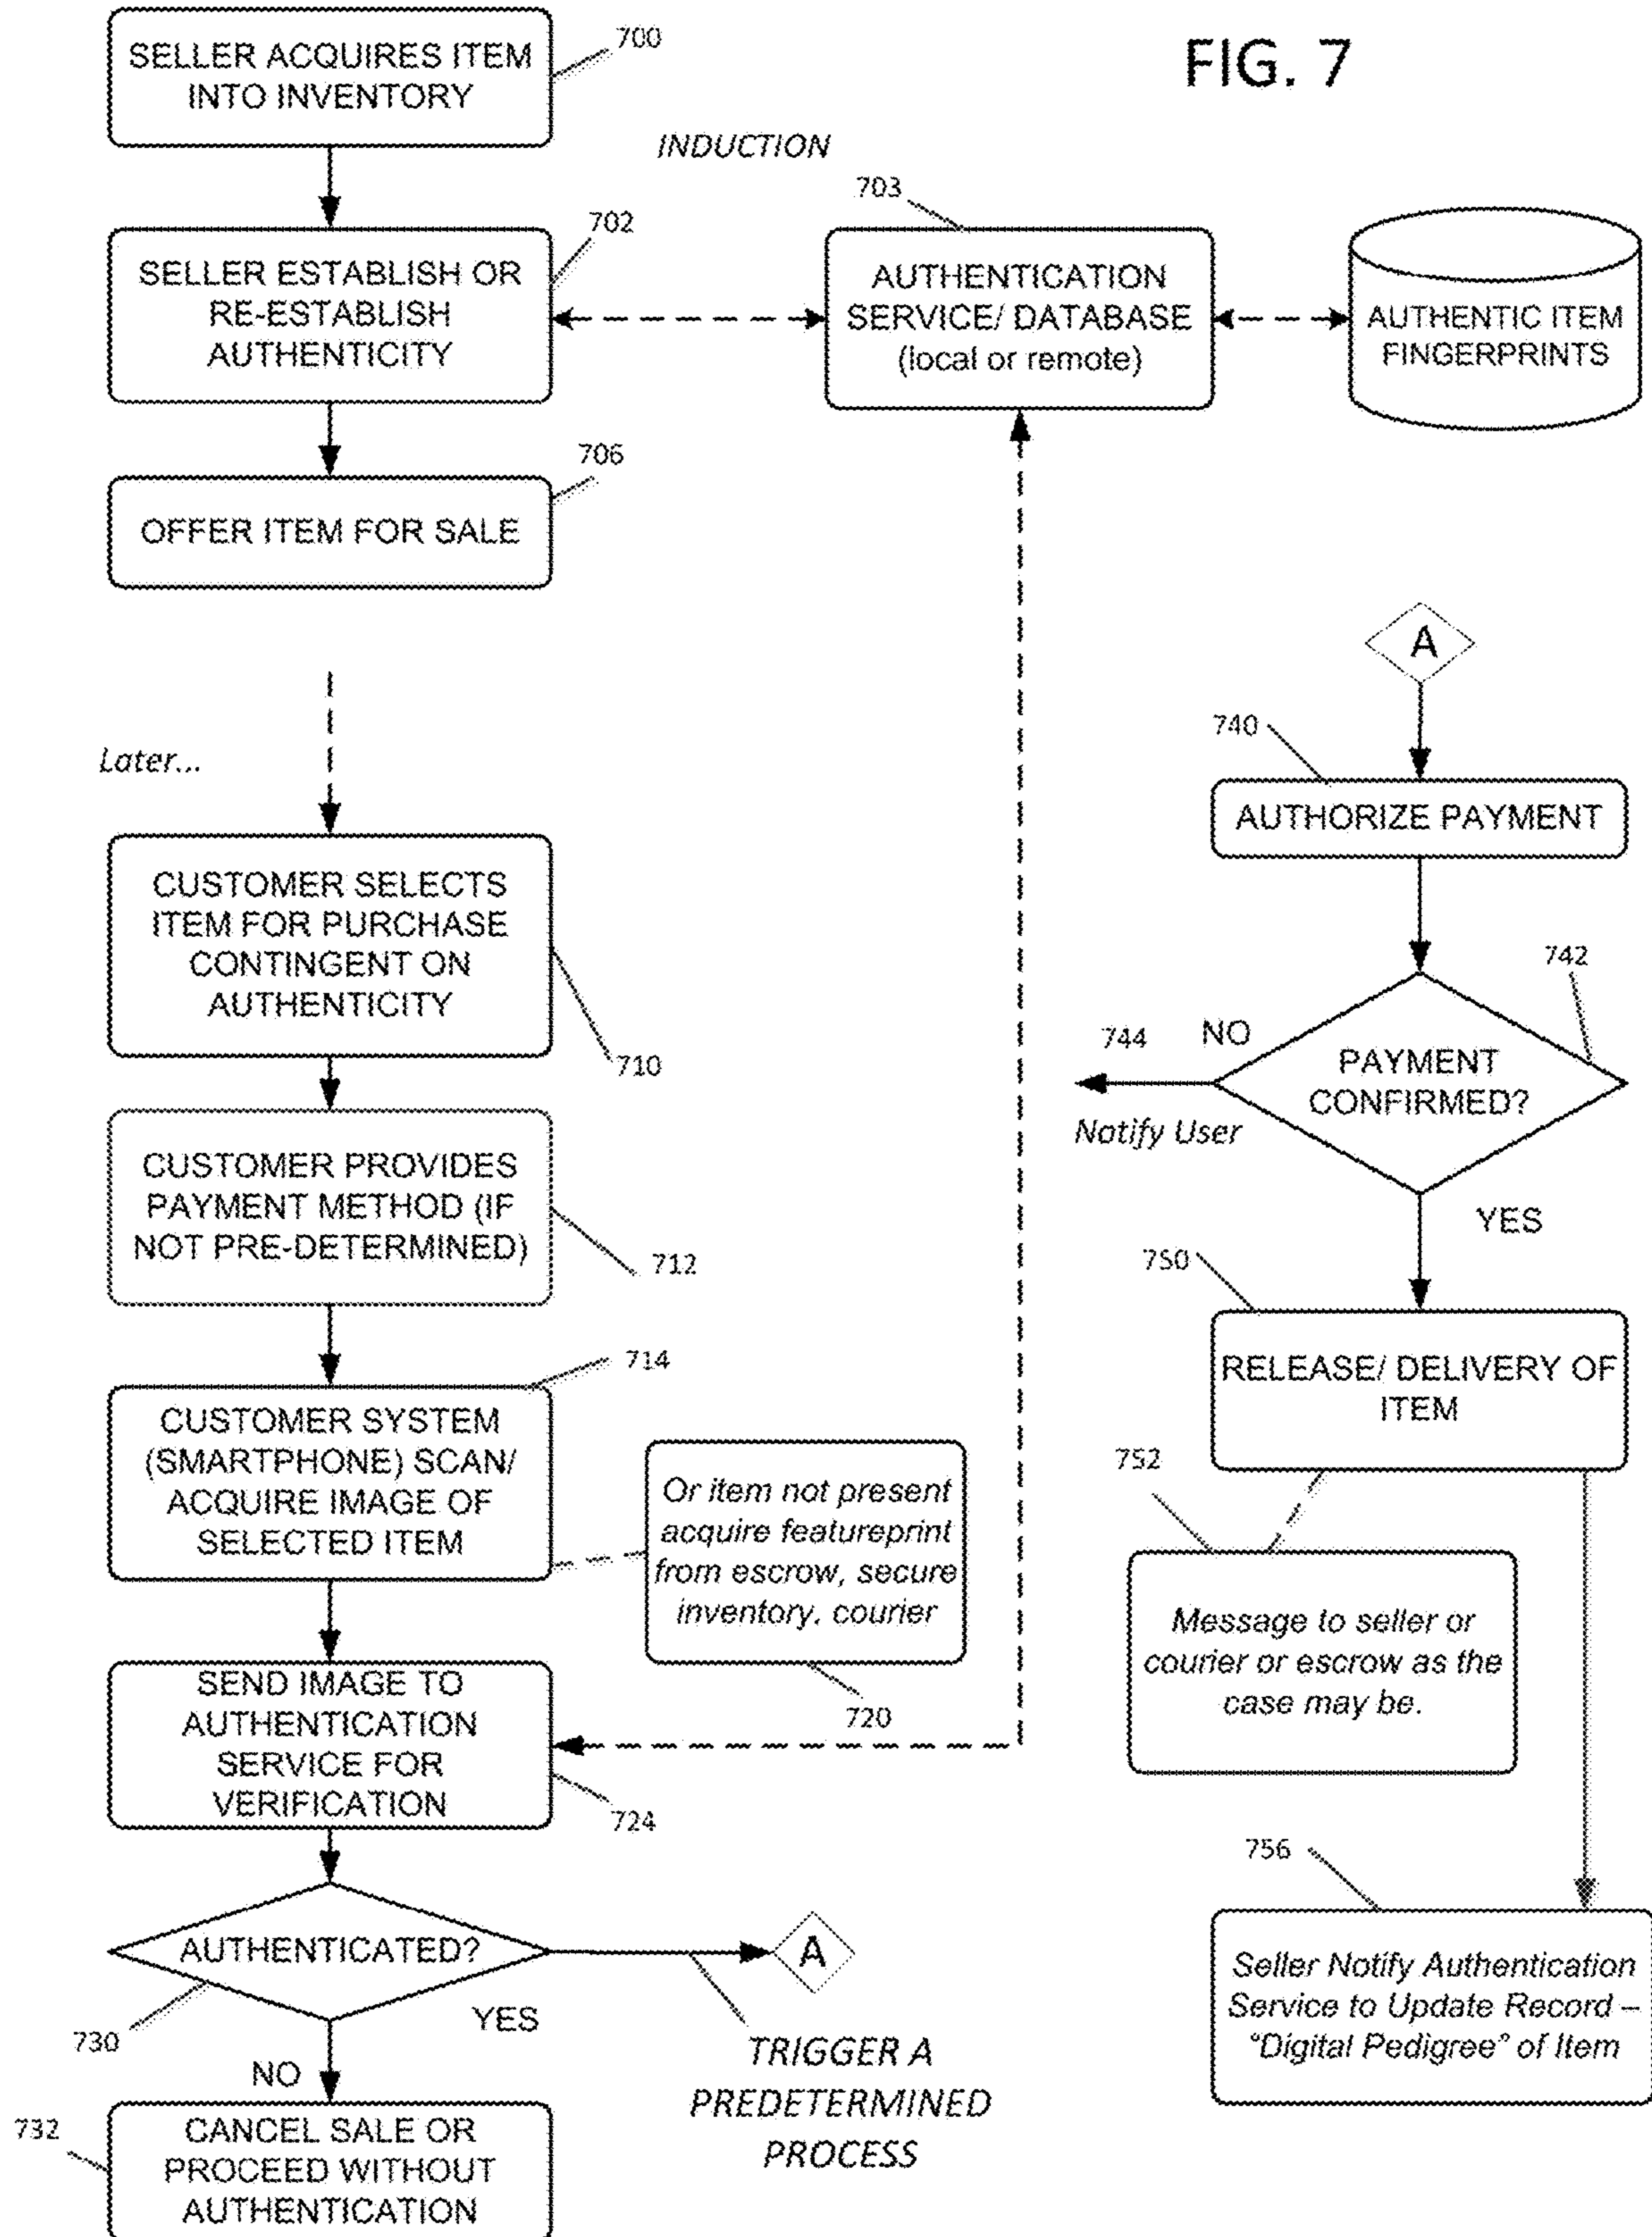 FIG. 7
700
SELLER ACQUIRES ITEM
INTO INVENTORY
INDUCTION
702
SELLER ESTABLISH OR
RE-ESTABLISH
AUTHENTICITY
703
AUTHENTICATION
SERVICE/ DATABASE
(local or remote)
AUTHENTIC ITEM
FINGERPRINTS
706
OFFER ITEM FOR SALE
Later...
CUSTOMER SELECTS
ITEM FOR PURCHASE
CONTINGENT ON
AUTHENTICITY
710
CUSTOMER PROVIDES
PAYMENT METHOD (IF
NOT PRE-DETERMINED)
712
714
CUSTOMER SYSTEM
(SMARTPHONE) SCAN/
ACQUIRE IMAGE OF
SELECTED ITEM
Or item not present
acquire featureprint
from escrow, secure
inventory, courier
720
SEND IMAGE TO
AUTHENTICATION
SERVICE FOR
VERIFICATION
724
AUTHENTICATED?
730
YES
A
TRIGGER A
PREDETERMINED
PROCESS
NO
732
CANCEL SALE OR
PROCEED WITHOUT
AUTHENTICATION
A
740
AUTHORIZE PAYMENT
742
PAYMENT
CONFIRMED?
744
NO
Notify User
YES
750
RELEASE/ DELIVERY OF
ITEM
752
Message to seller or
courier or escrow as the
case may be.
756
Seller Notify Authentication
Service to Update Record –
“Digital Pedigree” of Item